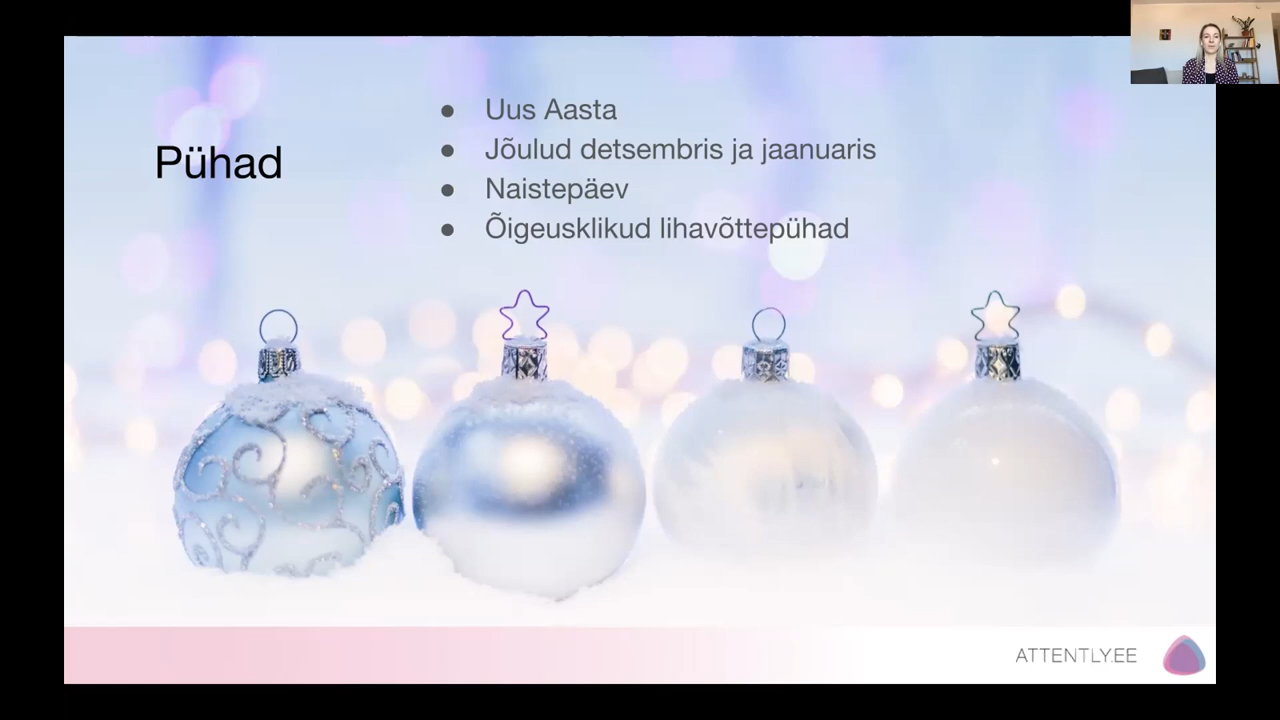 Pühad
Uus Aasta
Jõulud detsembris ja jaanuaris
Naistepäev
Õigeusklikud lihavõttepühad
ATTENTLY.EE